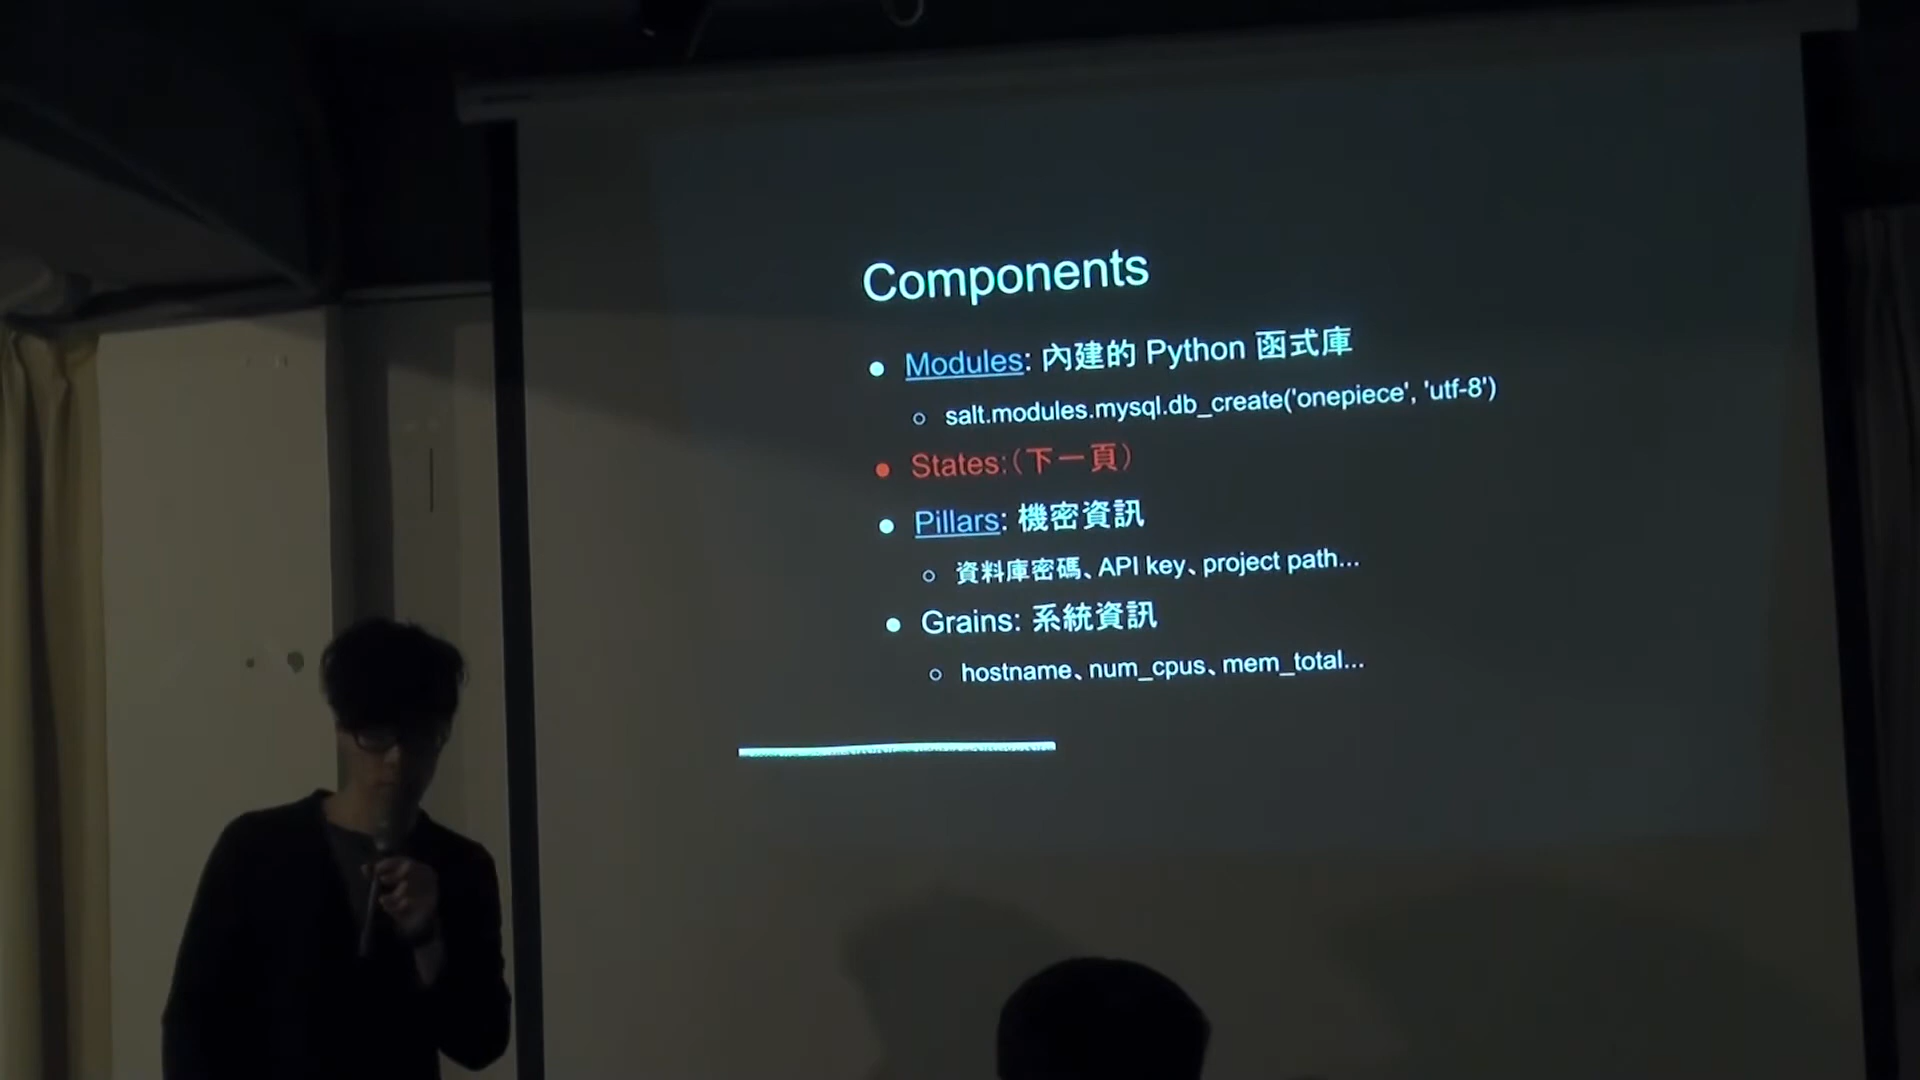 Components
● Modules: 內建的 Python 函式庫
○ salt.modules.mysql.db_create('onepiece', 'utf-8')
● States:（下一頁）
● Pillars: 機密資訊
○ 資料庫密碼、API key、project path...
● Grains: 系統資訊
○ hostname、num_cpus、mem_total...